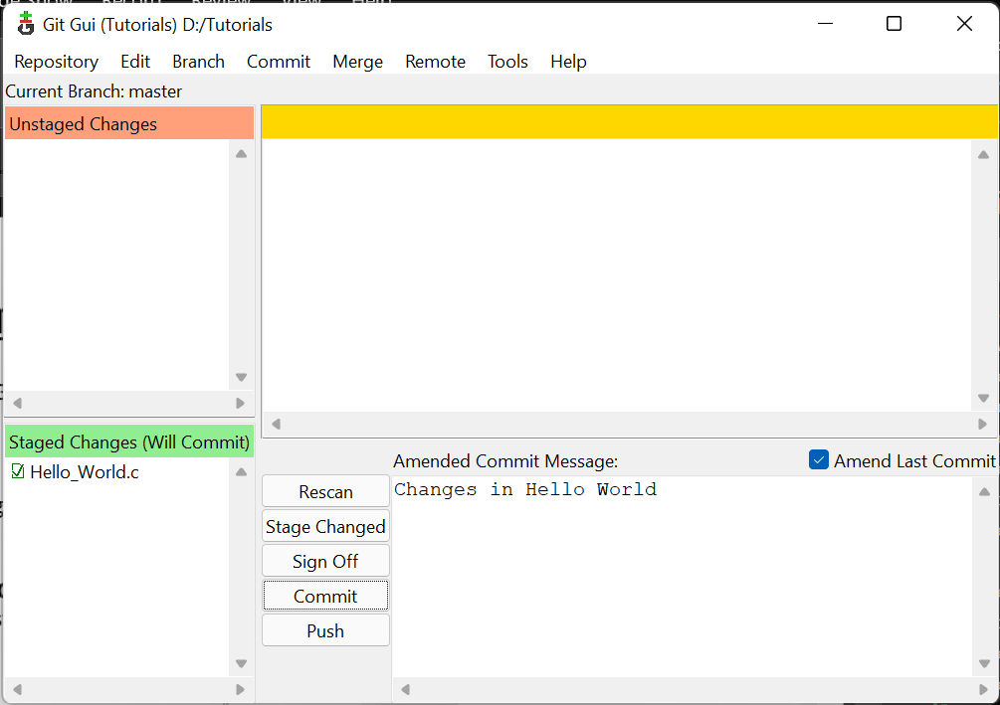 Git Gui (Tutorials) D:/Tutorials
Repository Edit Branch Commit Merge Remote Tools Help
Current Branch: master
Unstaged Changes
Staged Changes (Will Commit)
Hello_World.c
Rescan
Stage Changed
Sign Off
Commit
Push
Amended Commit Message:
Amend Last Commit
Changes in Hello World